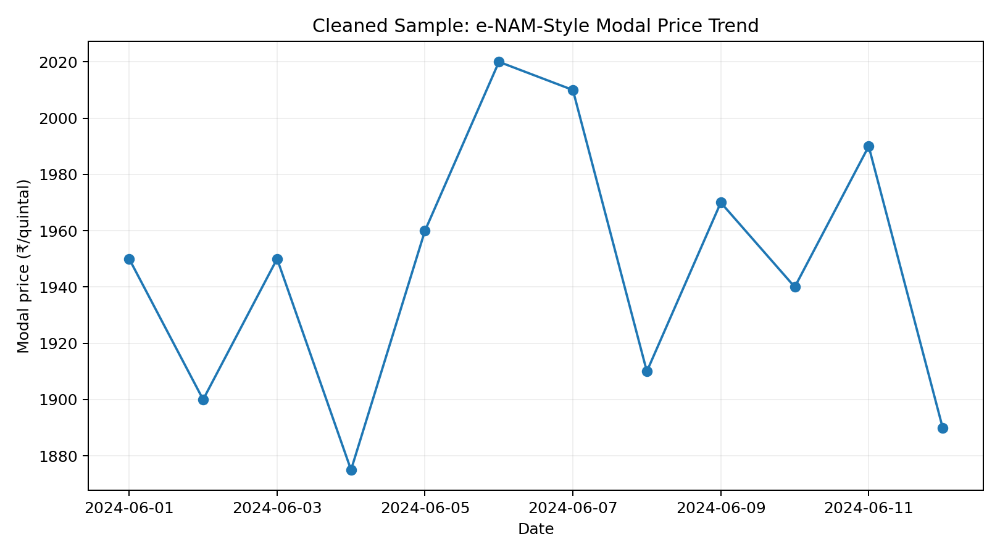 Cleaned Sample: e-NAM-Style Modal Price Trend
Modal price (₹/quintal)
2020
2000
1980
1960
1940
1920
1900
1880
2024-06-01 2024-06-03 2024-06-05 2024-06-07 2024-06-09 2024-06-11
Date